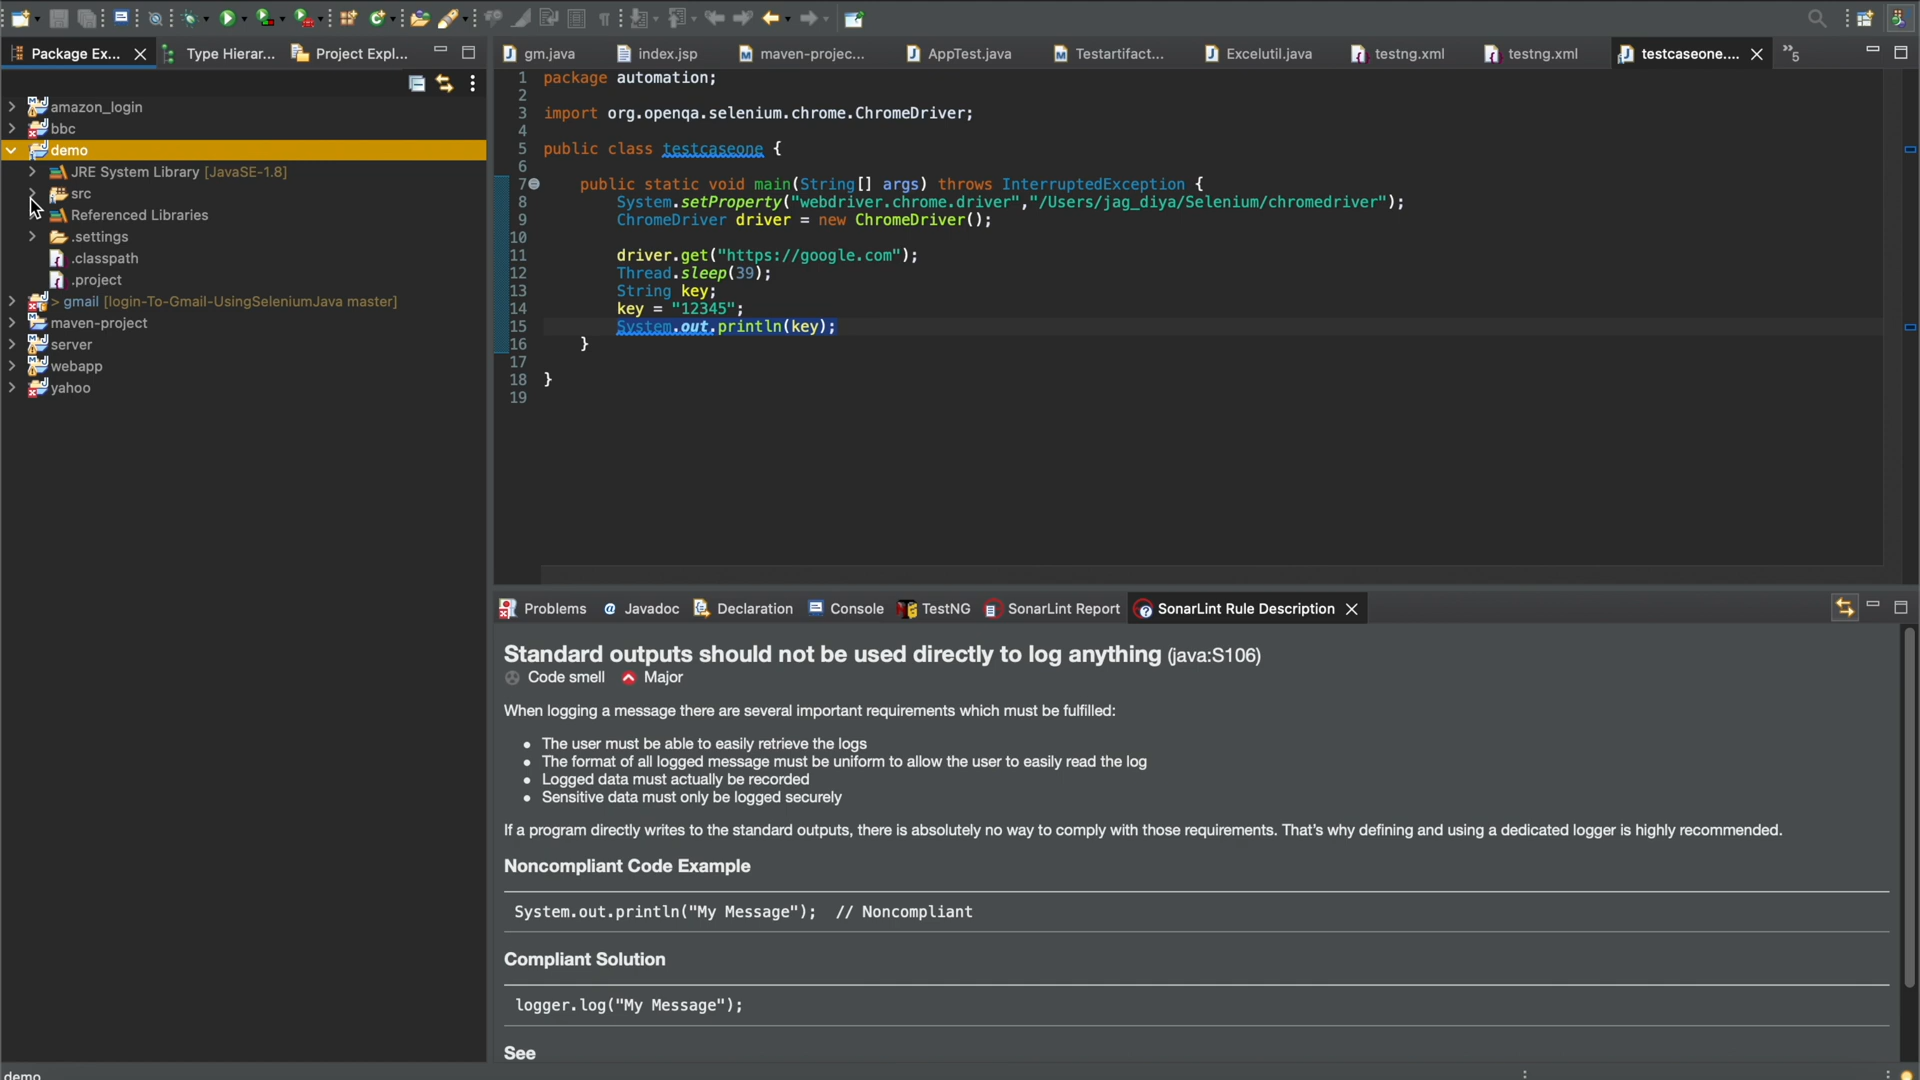 Package Ex...
Type Hierar...
Project Expl...
amazon_login
bbc
demo
JRE System Library [JavaSE-1.8]
src
Referenced Libraries
.settings
.classpath
.project
> gmail [login-To-Gmail-UsingSeleniumJava master]
maven-project
server
webapp
yahoo
gm.java
index.jsp
maven-projec...
AppTest.java
Testartifact...
Excelutil.java
testng.xml
testng.xml
testcaseone....
»5
1 package automation;
2
3 import org.openqa.selenium.chrome.ChromeDriver;
4
5 public class testcaseone {
6
7 public static void main(String[] args) throws InterruptedException {
8 System.setProperty("webdriver.chrome.driver","/Users/jag_diya/Selenium/chromedriver");
9 ChromeDriver driver = new ChromeDriver();
10
11 driver.get("https://google.com");
12 Thread.sleep(39);
13 String key;
14 key = "12345";
15 System.out.println(key);
16 }
17
18 }
19
Problems
Javadoc
Declaration
Console
TestNG
SonarLint Report
SonarLint Rule Description
Standard outputs should not be used directly to log anything (java:S106)
Code smell Major
When logging a message there are several important requirements which must be fulfilled:
• The user must be able to easily retrieve the logs
• The format of all logged message must be uniform to allow the user to easily read the log
• Logged data must actually be recorded
• Sensitive data must only be logged securely
If a program directly writes to the standard outputs, there is absolutely no way to comply with those requirements. That's why defining and using a dedicated logger is highly recommended.
Noncompliant Code Example
System.out.println("My Message"); // Noncompliant
Compliant Solution
logger.log("My Message");
See
demo